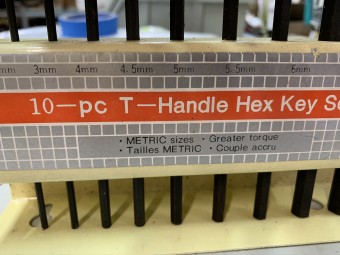 mm 3mm 4mm 4.5mm 5mm 5.5mm 6mm
10-pc T-Handle Hex Key Se
· METRIC sizes · Greater torque
· Tailles METRIC · Couple accru